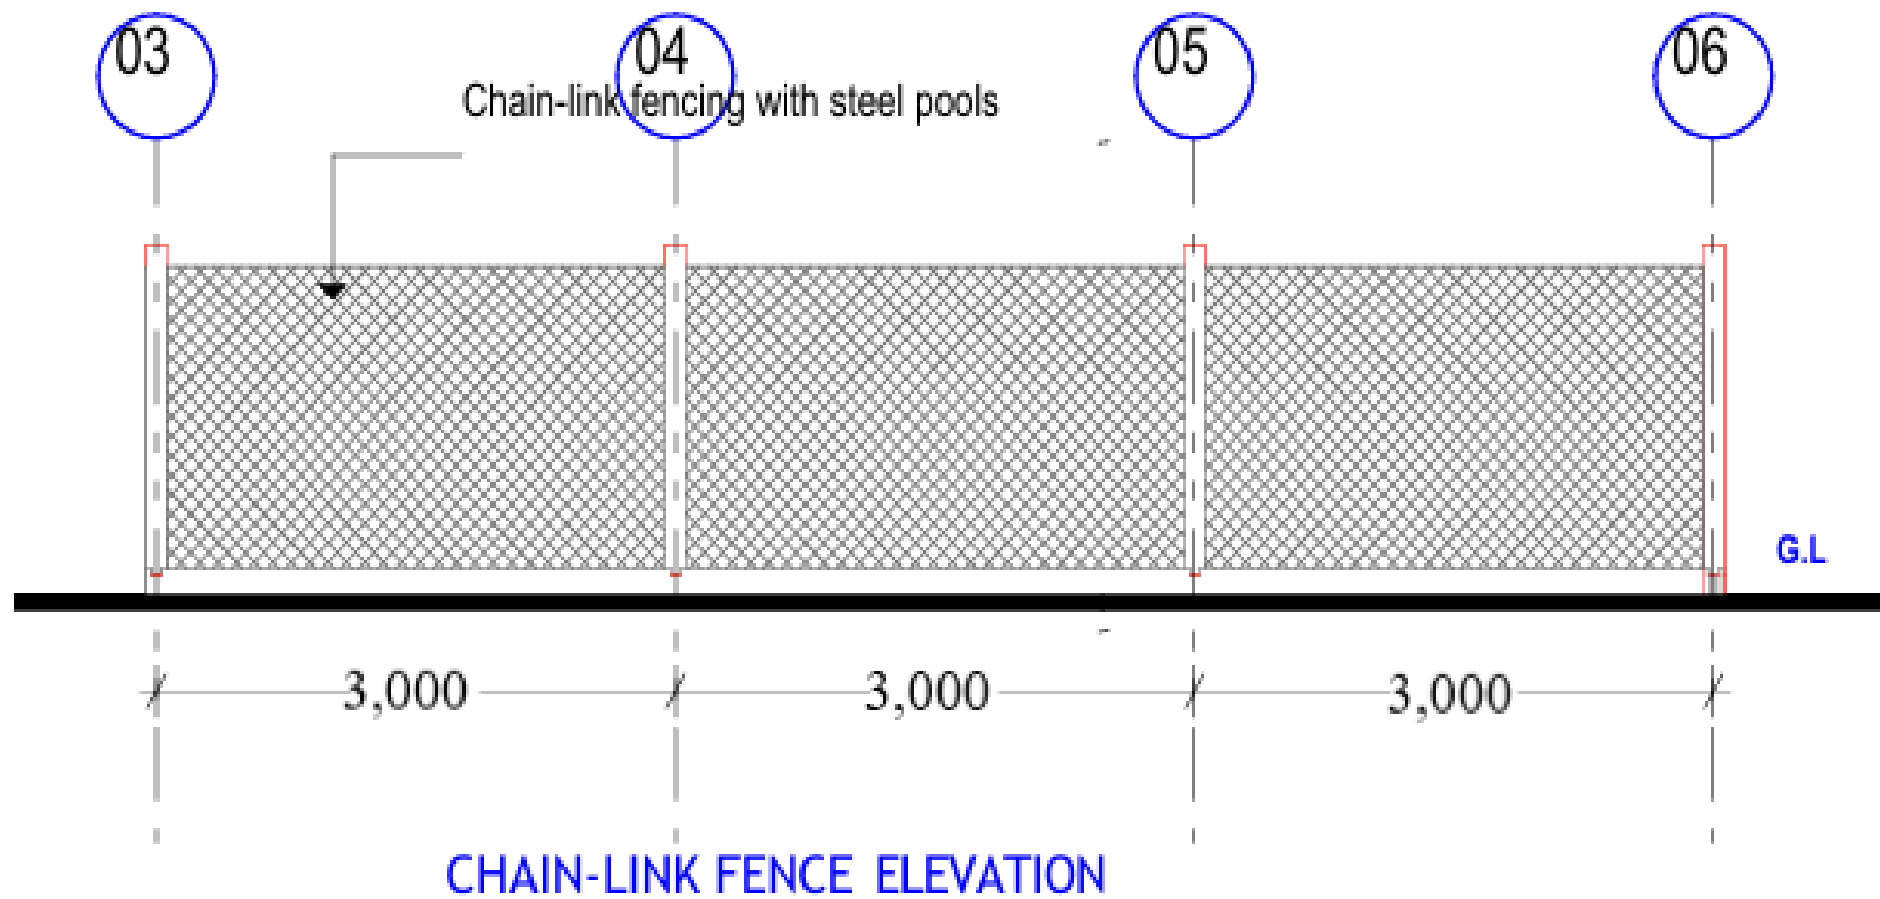 03 04 05 06
Chain-link fencing with steel pools
G.L
3,000 3,000 3,000
CHAIN-LINK FENCE ELEVATION